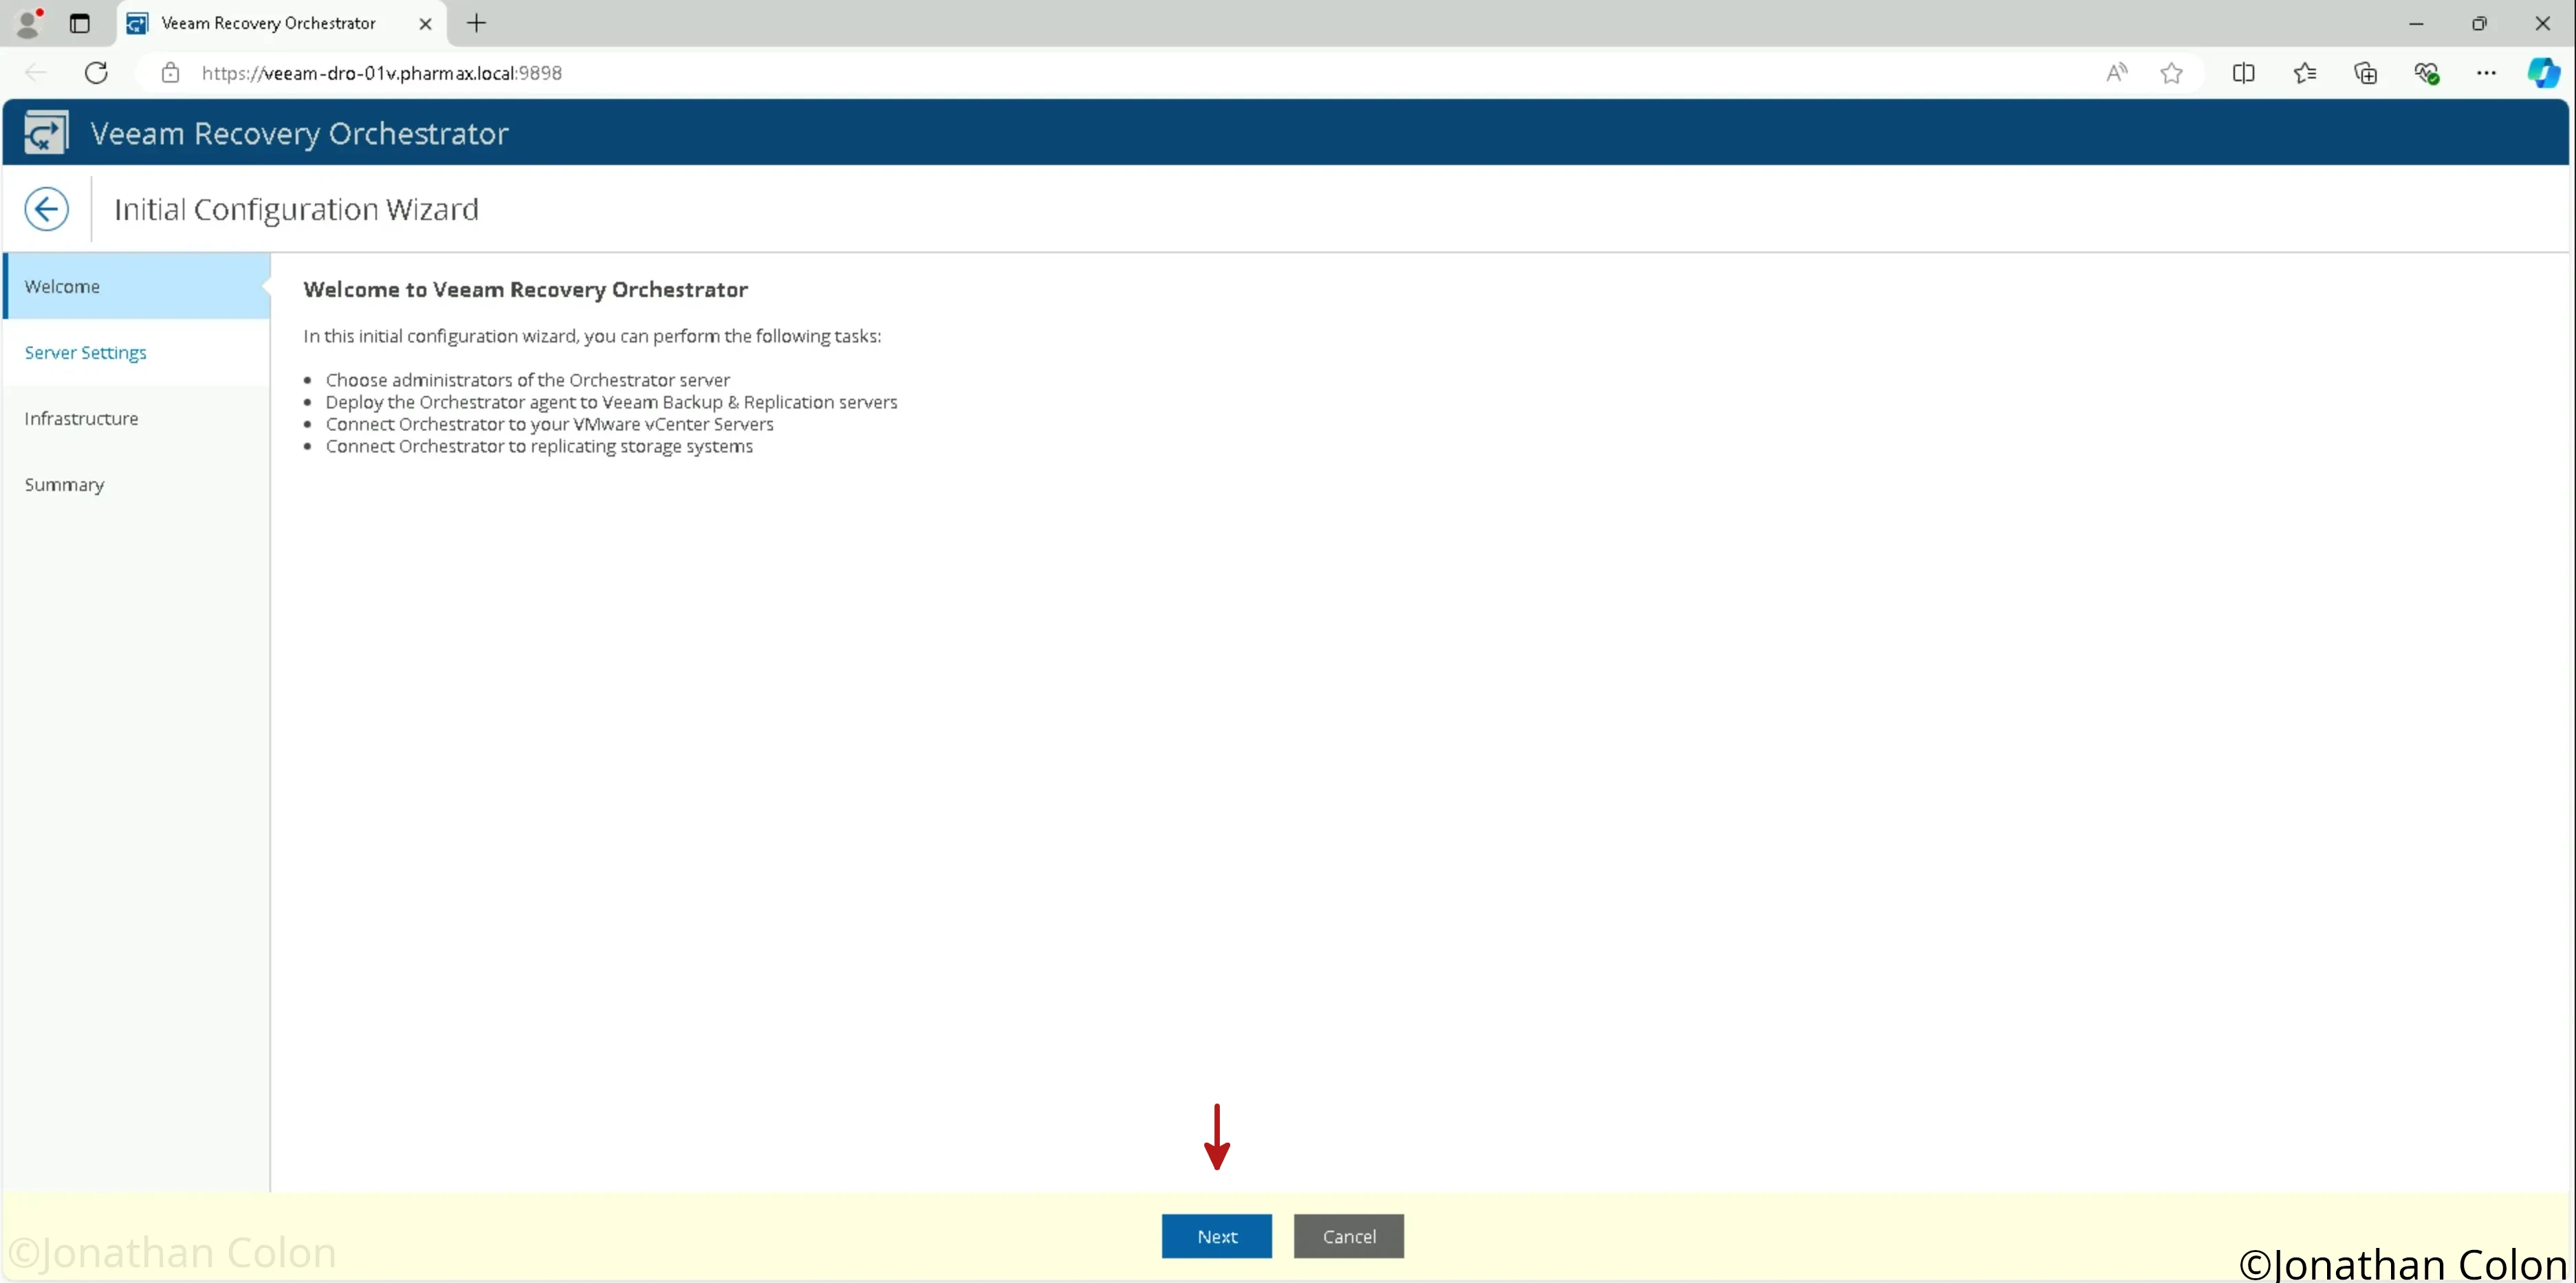 Veeam Recovery Orchestrator
https://veeam-dro-01v.pharmax.local:9898
Veeam Recovery Orchestrator
Initial Configuration Wizard
Welcome
Server Settings
Infrastructure
Summary
Welcome to Veeam Recovery Orchestrator
In this initial configuration wizard, you can perform the following tasks:
• Choose administrators of the Orchestrator server
• Deploy the Orchestrator agent to Veeam Backup & Replication servers
• Connect Orchestrator to your VMware vCenter Servers
• Connect Orchestrator to replicating storage systems
Next
Cancel
©Jonathan Colon
©Jonathan Colon